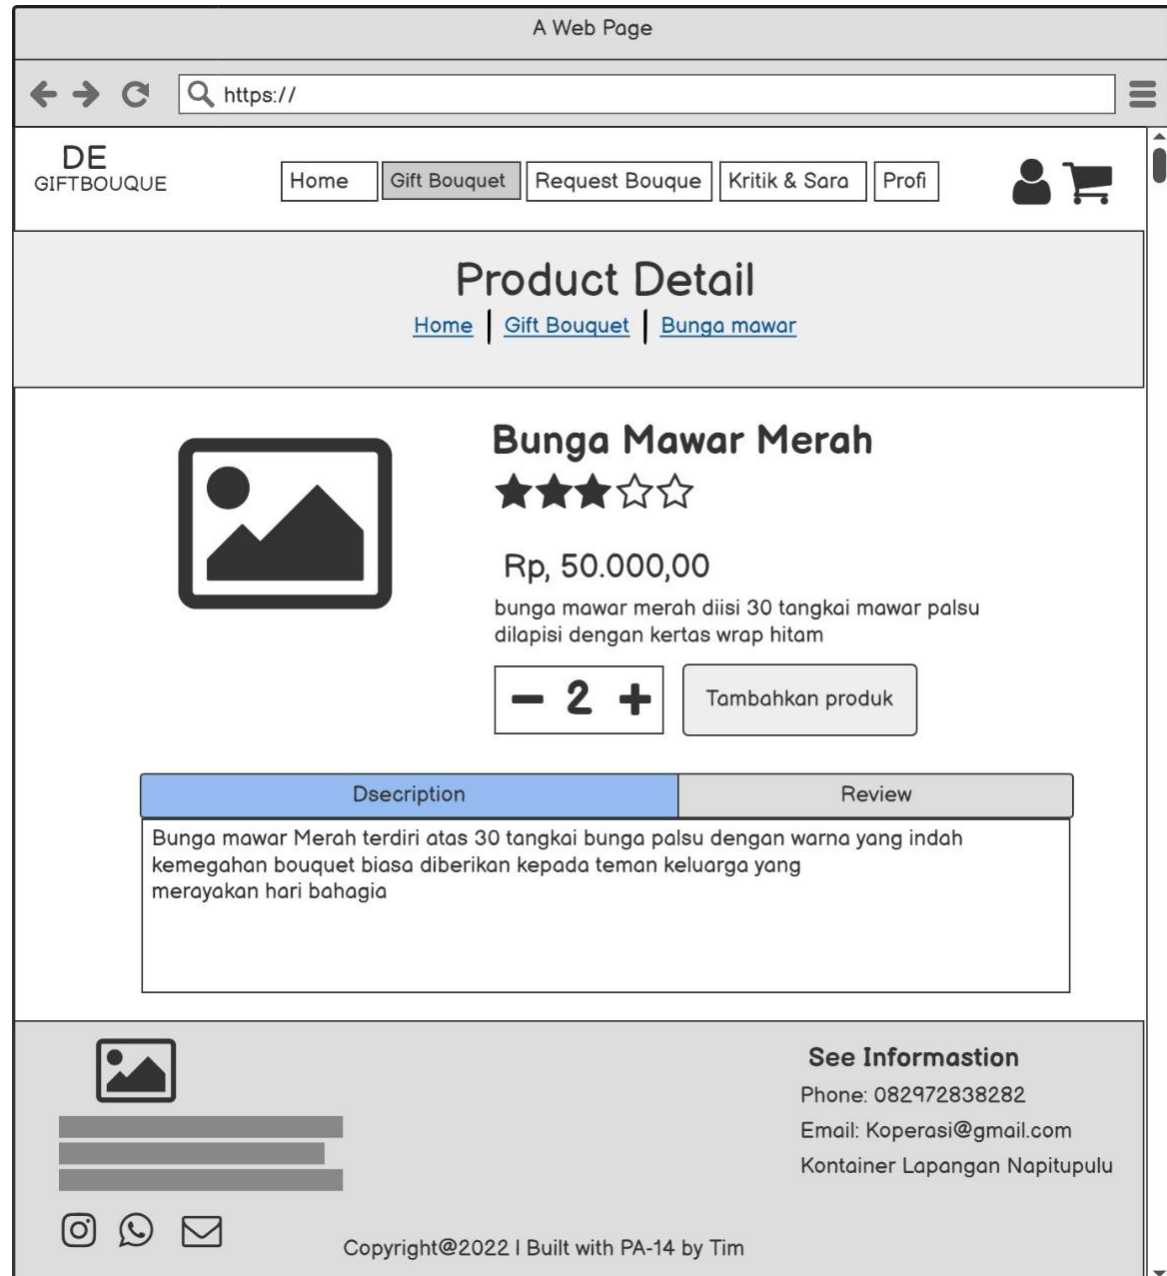 A Web Page
https://
DE
GIFTBOUQUE
Home
Gift Bouquet
Request Bouque
Kritik & Sara
Profi
Product Detail
Home | Gift Bouquet | Bunga mawar
Bunga Mawar Merah
Rp, 50.000,00
bunga mawar merah diisi 30 tangkai mawar palsu
dilapisi dengan kertas wrap hitam
2
Tambahkan produk
Dsecription
Review
Bunga mawar Merah terdiri atas 30 tangkai bunga palsu dengan warna yang indah
kemegahan bouquet biasa diberikan kepada teman keluarga yang
merayakan hari bahagia
See Informastion
Phone: 082972838282
Email: Koperasi@gmail.com
Kontainer Lapangan Napitupulu
Copyright@2022 | Built with PA-14 by Tim